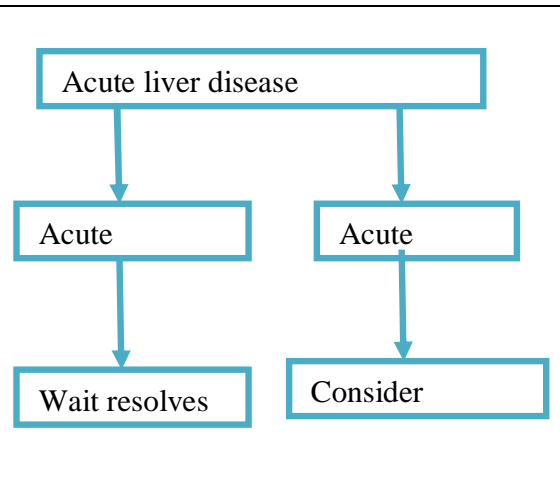 Acute liver disease
Acute
Acute
Wait resolves
Consider